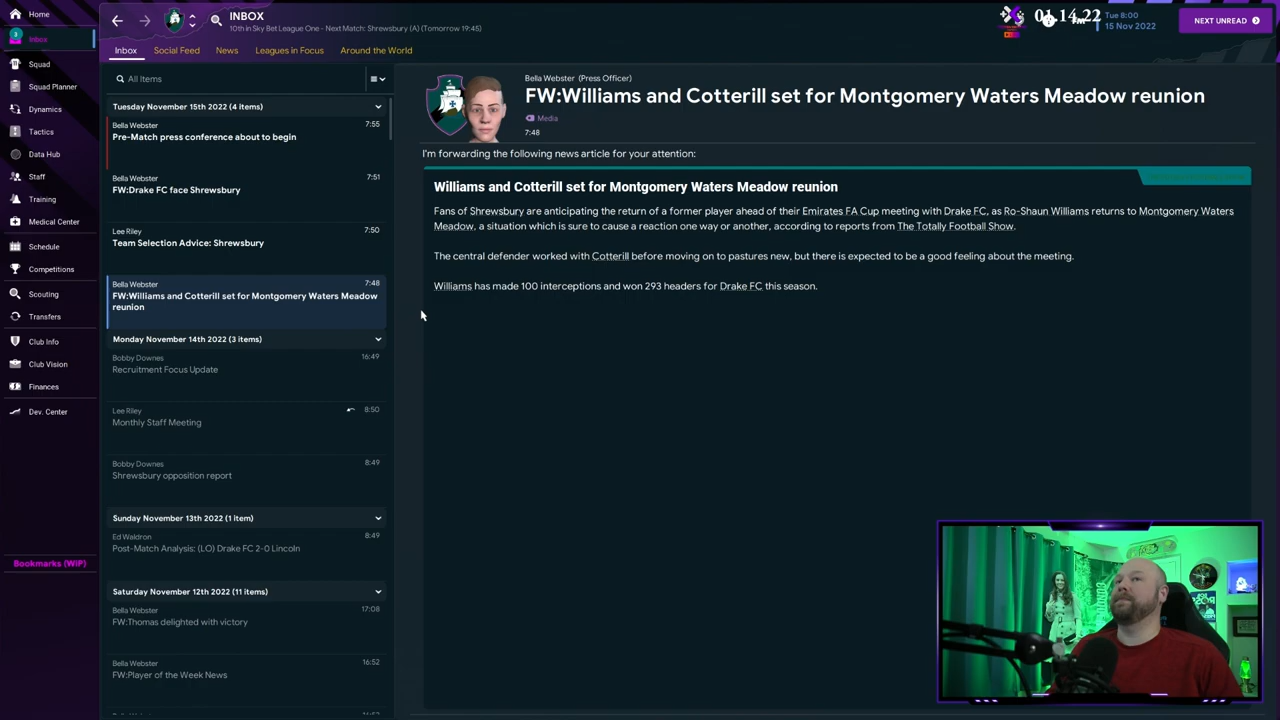 Home
INBOX
10th in Sky Bet League One - Next Match: Shrewsbury (A) (Tomorrow 19:45)
01.14.22
Tue 8:00
15 Nov 2022
NEXT UNREAD
3
Inbox
Squad
Squad Planner
Dynamics
Tactics
Data Hub
Staff
Training
Medical Center
Schedule
Competitions
Scouting
Transfers
Club Info
Club Vision
Finances
Dev. Center
Bookmarks (WiP)
Inbox
Social Feed
News
Leagues in Focus
Around the World
All Items
Tuesday November 15th 2022 (4 items)
Bella Webster
7:55
Pre-Match press conference about to begin
Bella Webster
7:51
FW:Drake FC face Shrewsbury
Lee Riley
7:50
Team Selection Advice: Shrewsbury
Bella Webster
7:48
FW:Williams and Cotterill set for Montgomery Waters Meadow
reunion
Monday November 14th 2022 (3 items)
Bobby Downes
16:49
Recruitment Focus Update
Lee Riley
8:50
Monthly Staff Meeting
Bobby Downes
8:49
Shrewsbury opposition report
Sunday November 13th 2022 (1 item)
Ed Waldron
8:49
Post-Match Analysis: (LO) Drake FC 2-0 Lincoln
Saturday November 12th 2022 (11 items)
Bella Webster
17:08
FW:Thomas delighted with victory
Bella Webster
16:52
FW:Player of the Week News
Bella Webster (Press Officer)
FW:Williams and Cotterill set for Montgomery Waters Meadow reunion
Media
7:48
I'm forwarding the following news article for your attention:
Williams and Cotterill set for Montgomery Waters Meadow reunion
Fans of Shrewsbury are anticipating the return of a former player ahead of their Emirates FA Cup meeting with Drake FC, as Ro-Shaun Williams returns to Montgomery Waters
Meadow, a situation which is sure to cause a reaction one way or another, according to reports from The Totally Football Show.
The central defender worked with Cotterill before moving on to pastures new, but there is expected to be a good feeling about the meeting.
Williams has made 100 interceptions and won 293 headers for Drake FC this season.